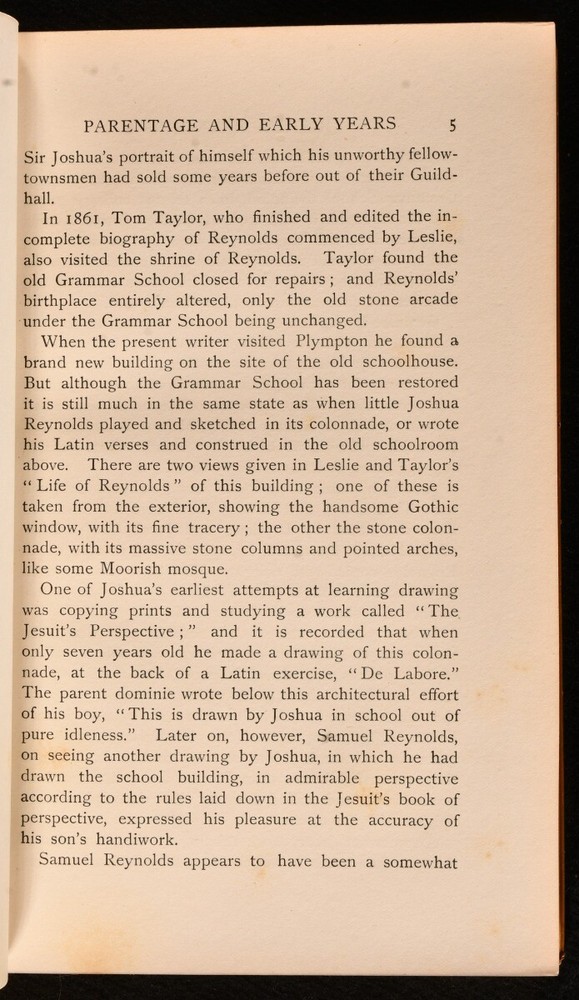 PARENTAGE AND EARLY YEARS 5
Sir Joshua's portrait of himself which his unworthy fellow-
townsmen had sold some years before out of their Guild-
hall.
In 1861, Tom Taylor, who finished and edited the in-
complete biography of Reynolds commenced by Leslie,
also visited the shrine of Reynolds. Taylor found the
old Grammar School closed for repairs; and Reynolds'
birthplace entirely altered, only the old stone arcade
under the Grammar School being unchanged.
When the present writer visited Plympton he found a
brand new building on the site of the old schoolhouse.
But although the Grammar School has been restored
it is still much in the same state as when little Joshua
Reynolds played and sketched in its colonnade, or wrote
his Latin verses and construed in the old schoolroom
above. There are two views given in Leslie and Taylor's
"Life of Reynolds" of this building; one of these is
taken from the exterior, showing the handsome Gothic
window, with its fine tracery; the other the stone colon-
nade, with its massive stone columns and pointed arches,
like some Moorish mosque.
One of Joshua's earliest attempts at learning drawing
was copying prints and studying a work called "The
Jesuit's Perspective;" and it is recorded that when
only seven years old he made a drawing of this colon-
nade, at the back of a Latin exercise, "De Labore."
The parent dominie wrote below this architectural effort
of his boy, "This is drawn by Joshua in school out of
pure idleness." Later on, however, Samuel Reynolds,
on seeing another drawing by Joshua, in which he had
drawn the school building, in admirable perspective
according to the rules laid down in the Jesuit's book of
perspective, expressed his pleasure at the accuracy of
his son's handiwork.
Samuel Reynolds appears to have been a somewhat